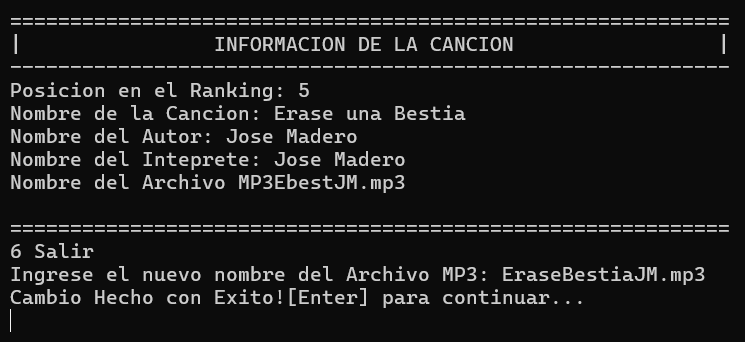 ============================================================
|                INFORMACION DE LA CANCION                 |
------------------------------------------------------------
Posicion en el Ranking: 5
Nombre de la Cancion: Erase una Bestia
Nombre del Autor: Jose Madero
Nombre del Inteprete: Jose Madero
Nombre del Archivo MP3EbestJM.mp3
============================================================
6 Salir
Ingrese el nuevo nombre del Archivo MP3: EraseBestiaJM.mp3
Cambio Hecho con Exito![Enter] para continuar...